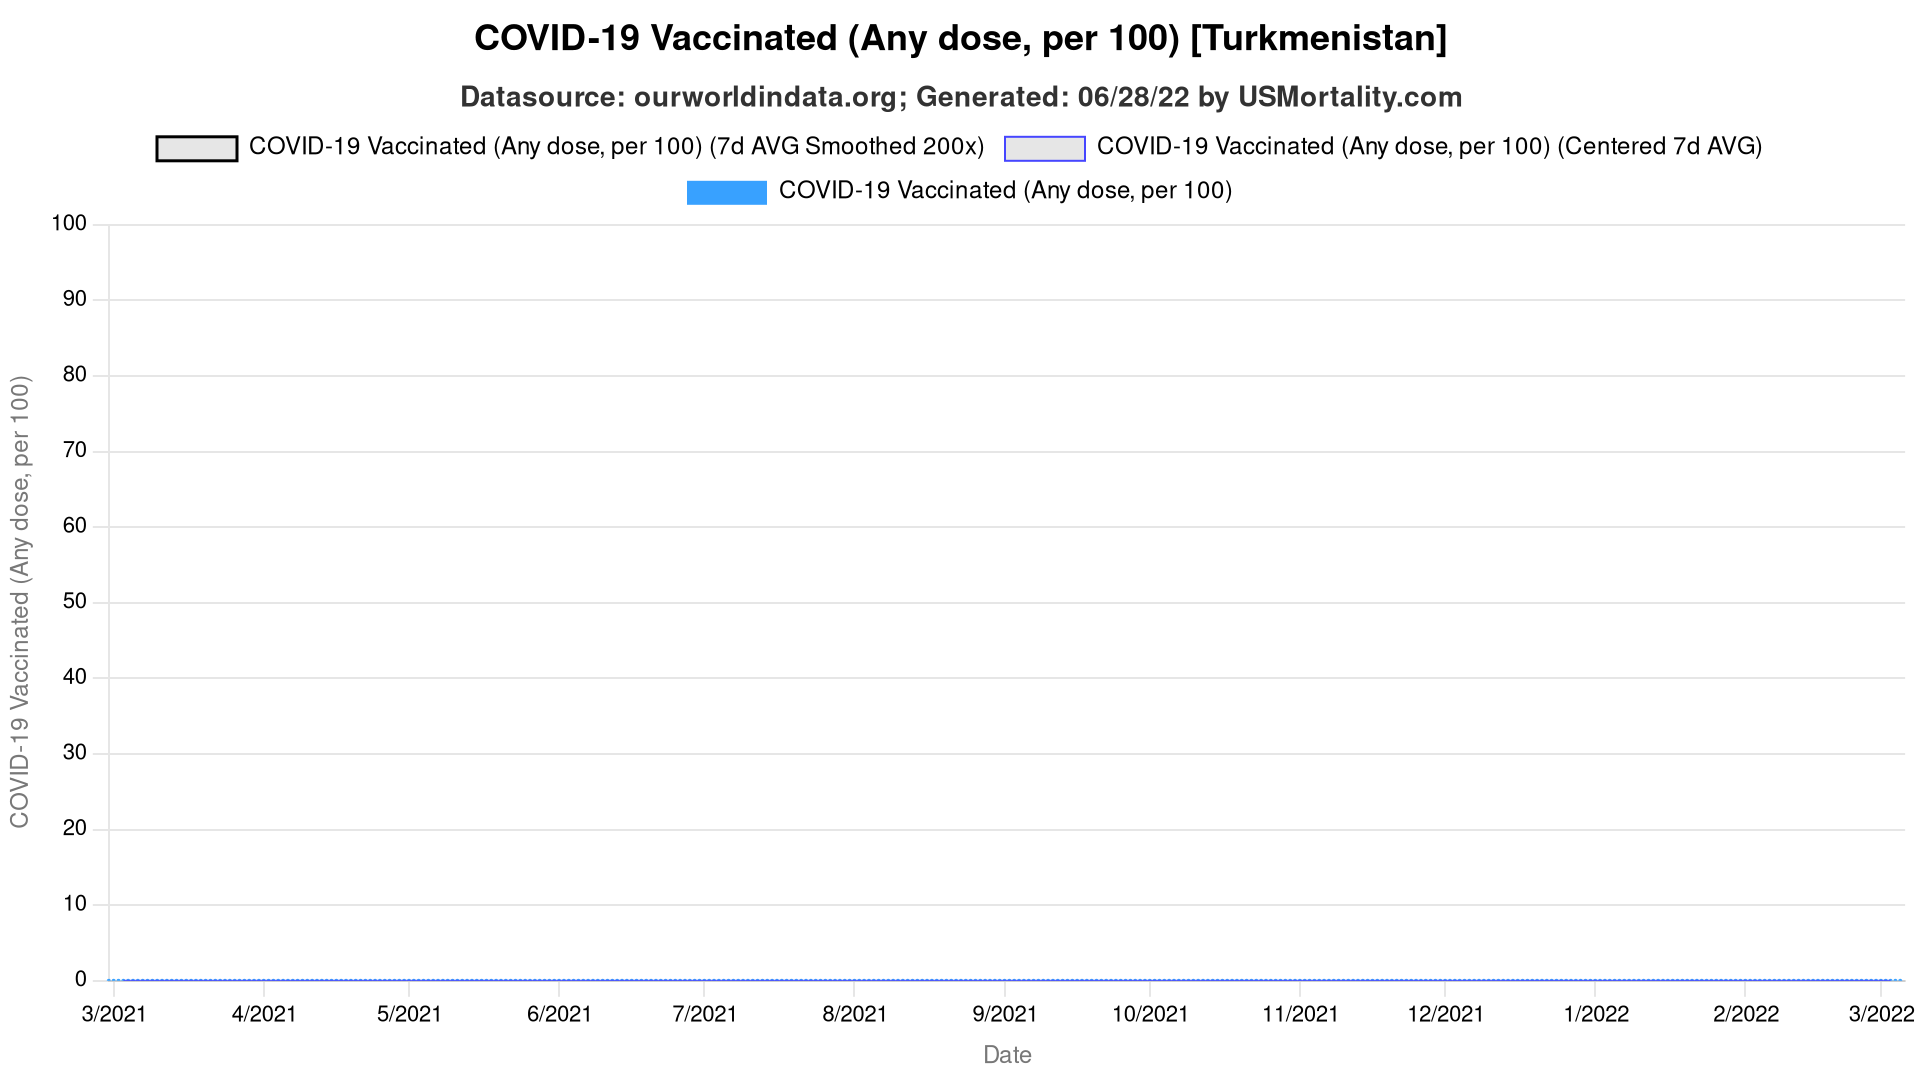 COVID-19 Vaccinated (Any dose, per 100) [Turkmenistan]
Datasource: ourworldindata.org; Generated: 06/28/22 by USMortality.com
COVID-19 Vaccinated (Any dose, per 100) (7d AVG Smoothed 200x)
COVID-19 Vaccinated (Any dose, per 100) (Centered 7d AVG)
COVID-19 Vaccinated (Any dose, per 100)
COVID-19 Vaccinated (Any dose, per 100)
100
90
80
70
60
50
40
30
20
10
0
3/2021 4/2021 5/2021 6/2021 7/2021 8/2021 9/2021 10/2021 11/2021 12/2021 1/2022 2/2022 3/2022
Date